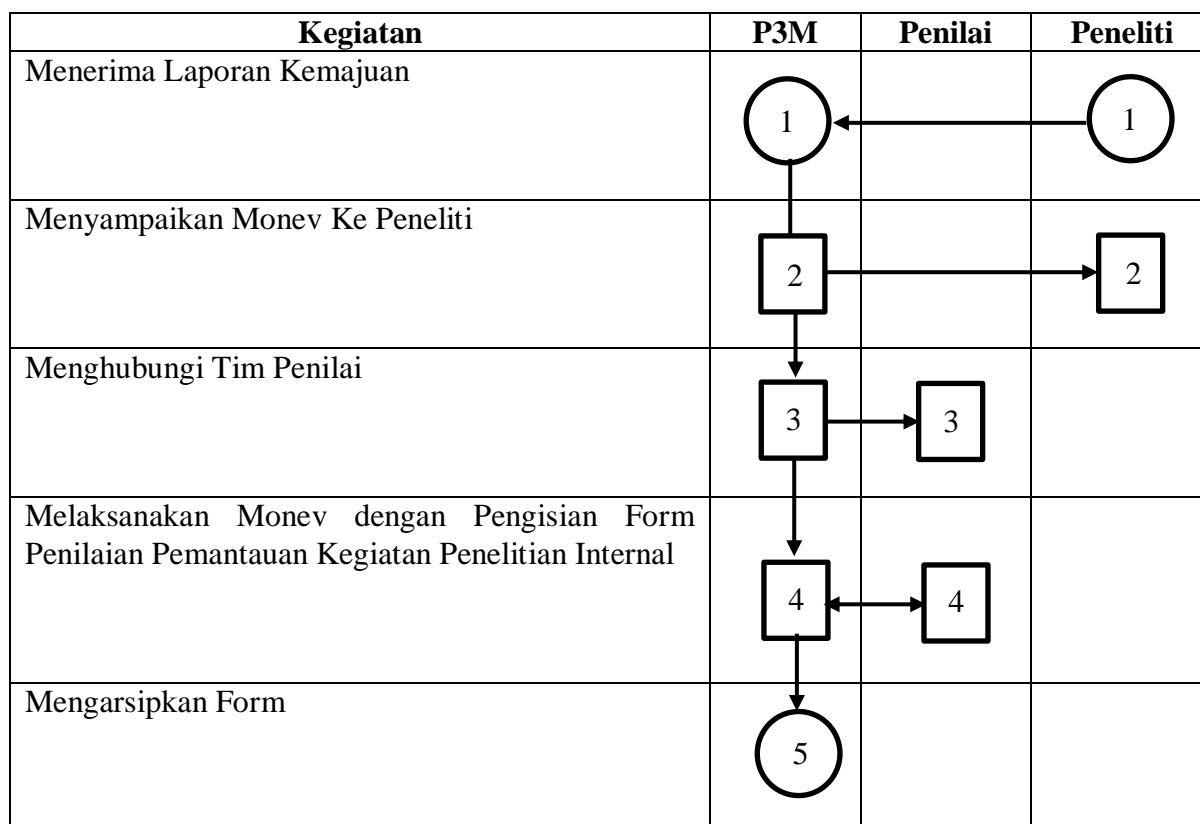 Kegiatan P3M Penilai Peneliti
Menerima Laporan Kemajuan
1 1
Menyampaikan Monev Ke Peneliti
2 2
Menghubungi Tim Penilai
3 3
Melaksanakan Monev dengan Pengisian Form
Penilaian Pemantauan Kegiatan Penelitian Internal
4 4
Mengarsipkan Form
5